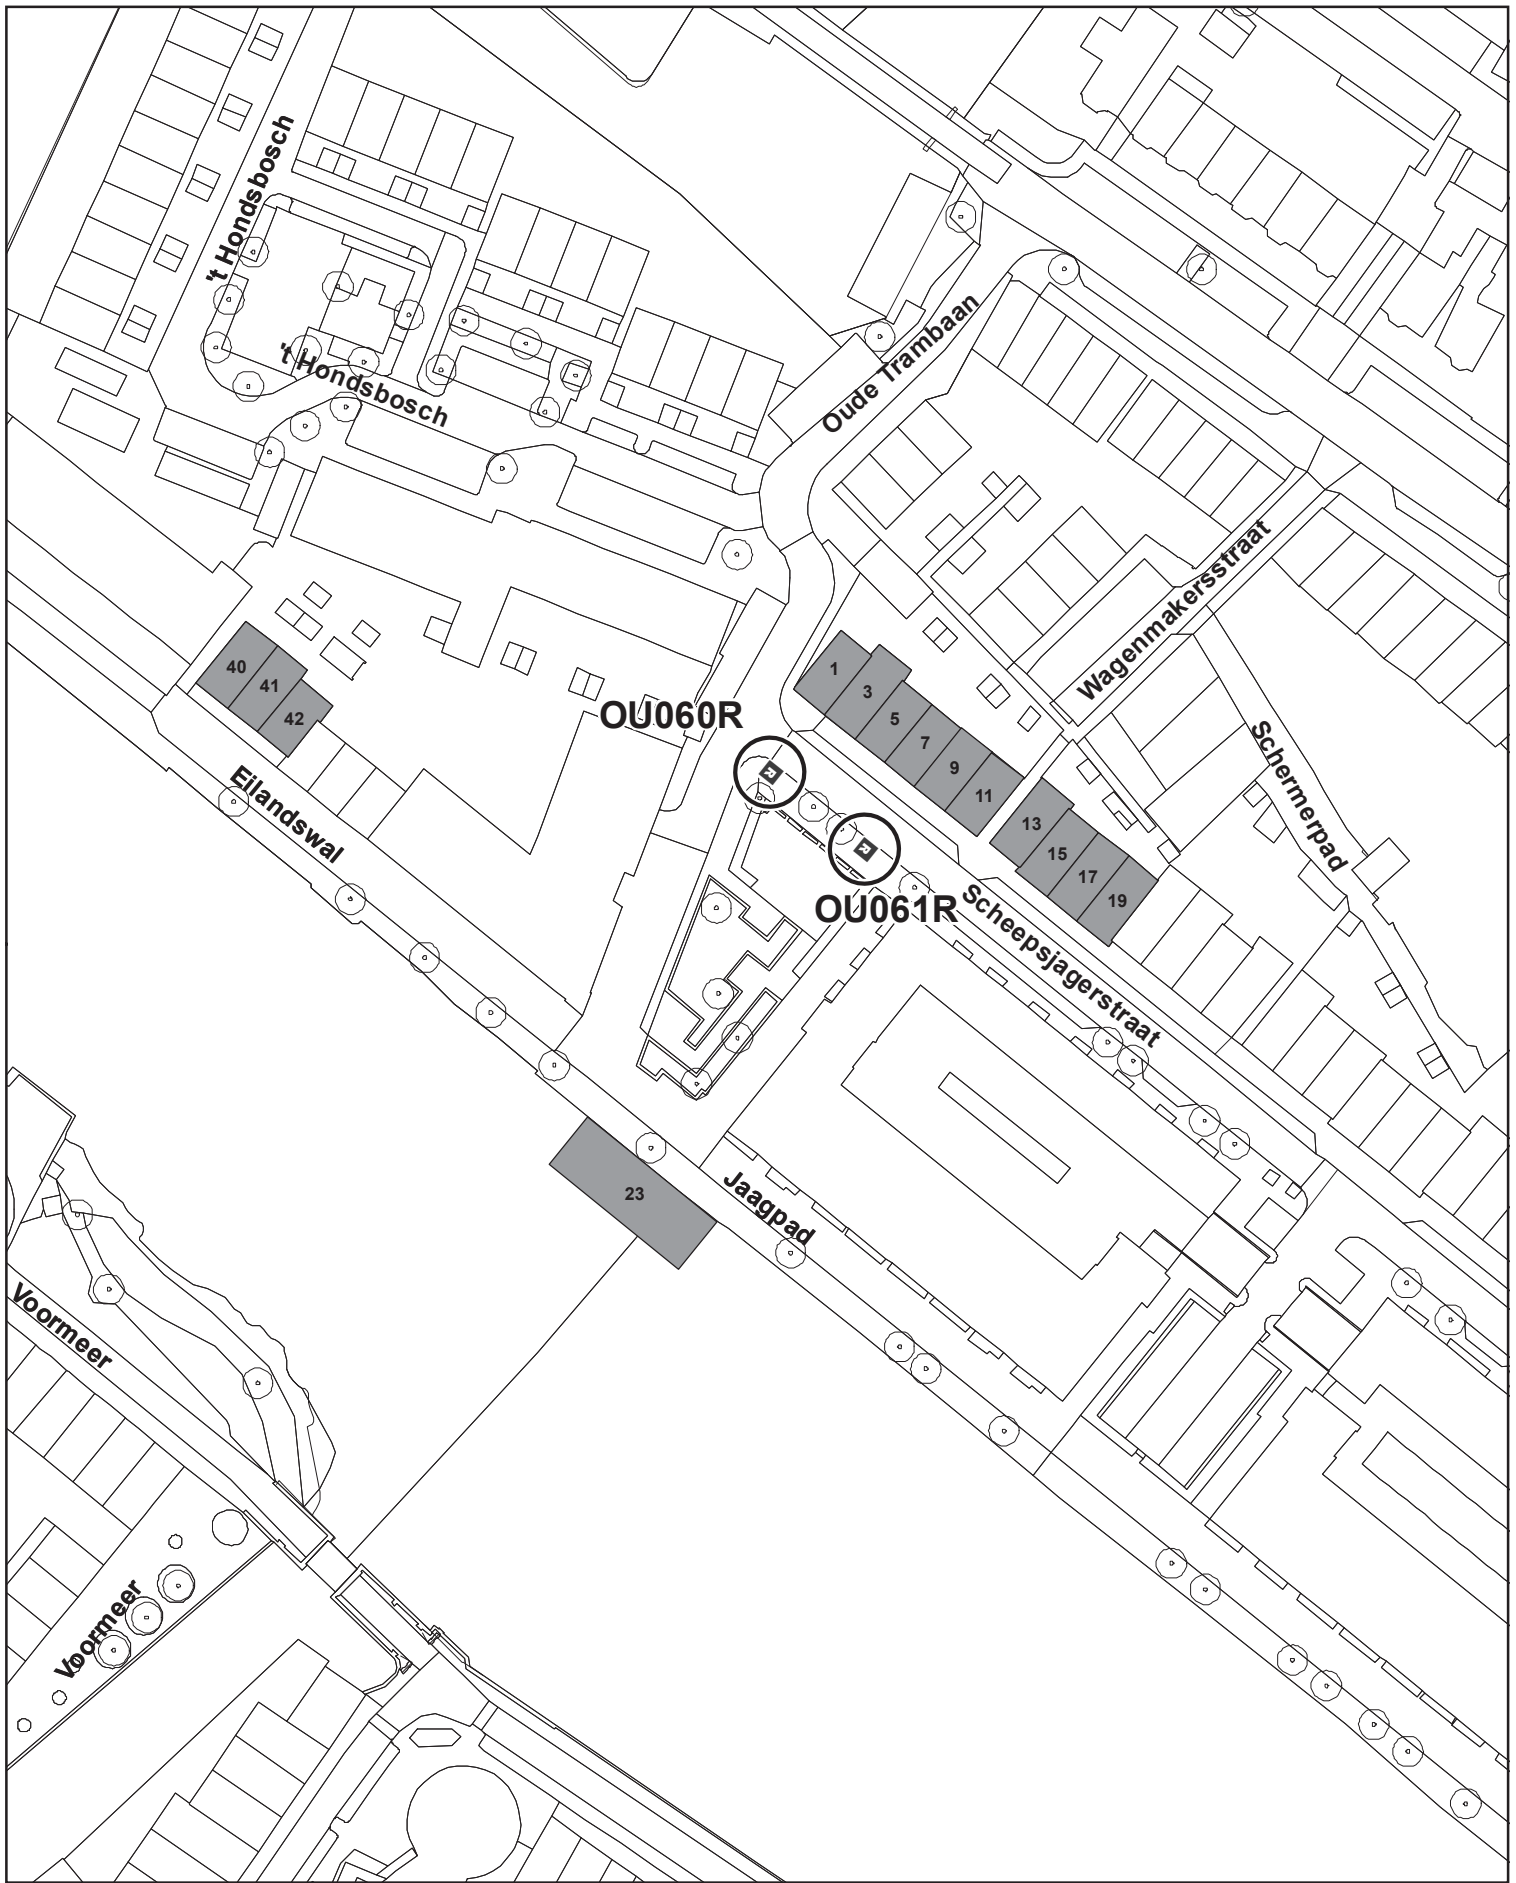 't Hondsbosch
't Hondsbosch
Oude Trambaan
Wagenmakersstraat
40
41
42
1
3
5
7
9
11
13
15
17
19
OU060R
R
Schermerpad
Eilandswal
R
OU061R
Scheepsjagerstraat
23
Jaagpad
Voormeer
Voormeer